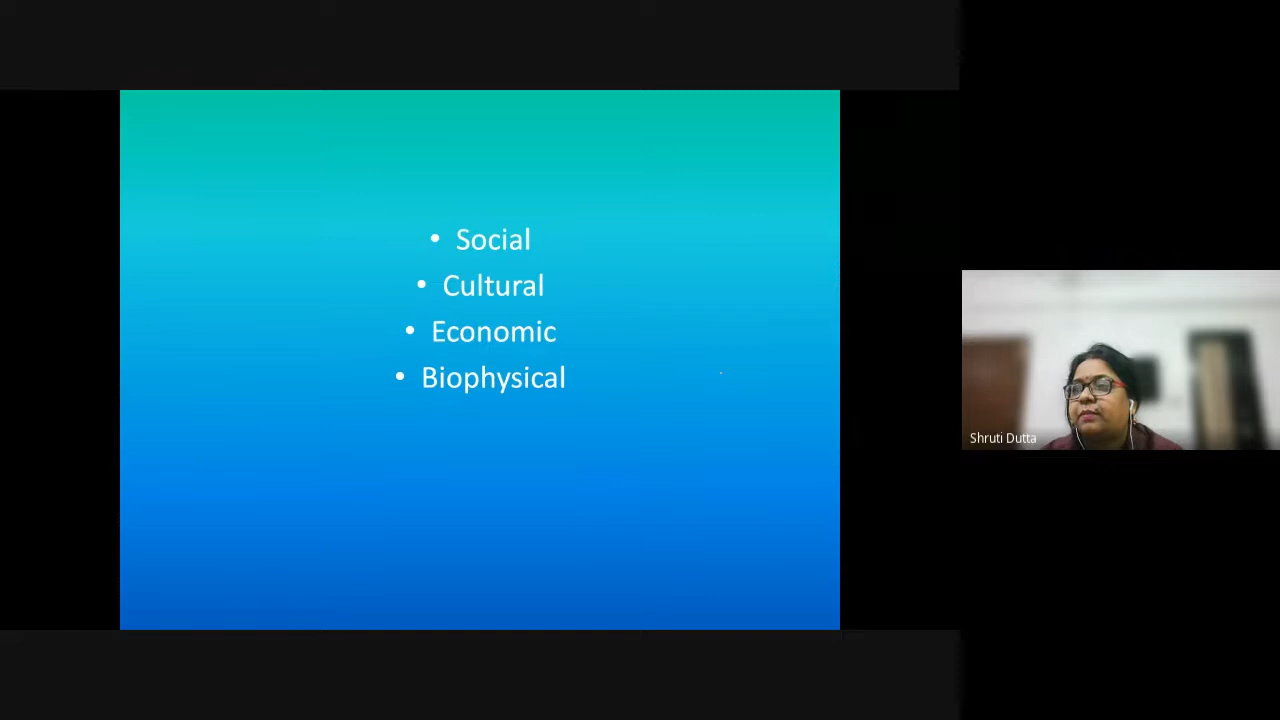 • Social
• Cultural
• Economic
• Biophysical
Shruti Dutta